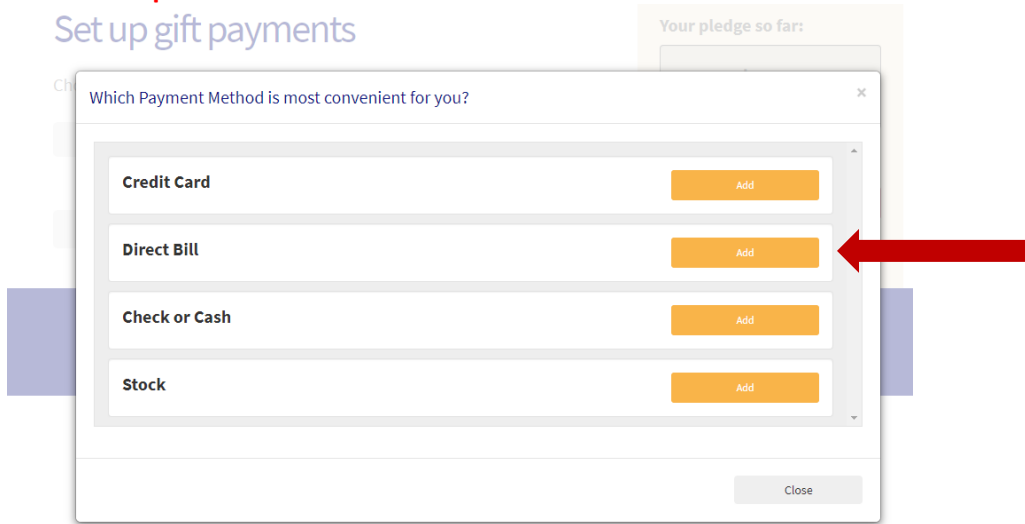 Set up gift payments
Your pledge so far:
Which Payment Method is most convenient for you?
×
Credit Card
Add
Direct Bill
Add
Check or Cash
Add
Stock
Add
Close